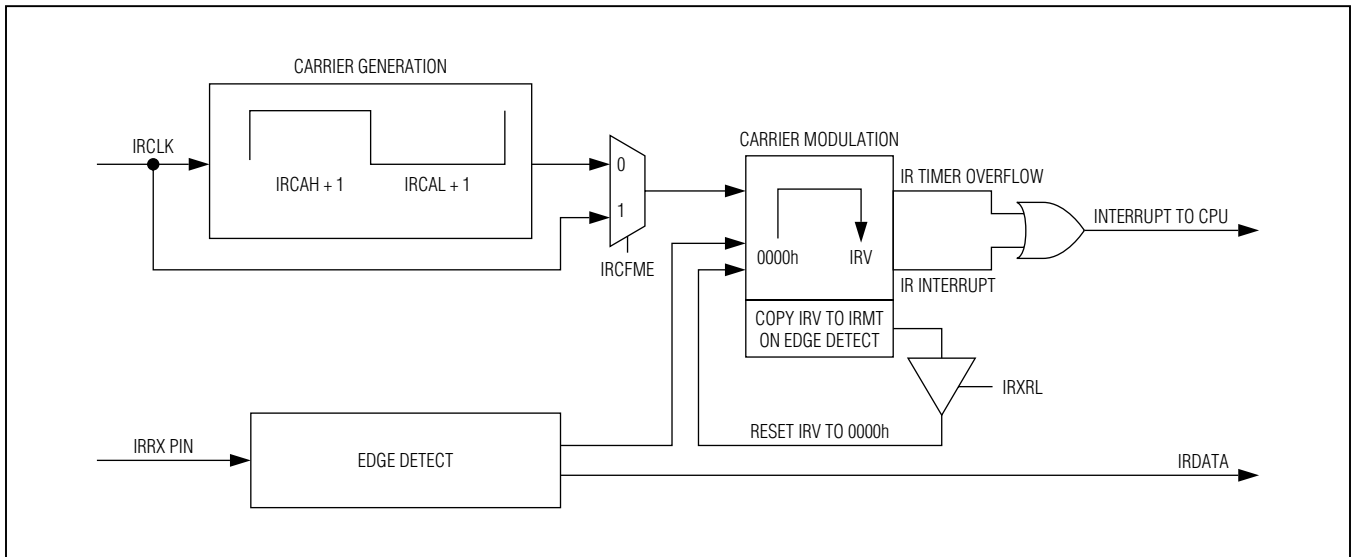 CARRIER GENERATION
IRCLK
IRCAH + 1
IRCAL + 1
0
1
IRCFME
CARRIER MODULATION
0000h
IRV
IR TIMER OVERFLOW
IR INTERRUPT
INTERRUPT TO CPU
COPY IRV TO IRMT
ON EDGE DETECT
IRXRL
RESET IRV TO 0000h
IRRX PIN
EDGE DETECT
IRDATA